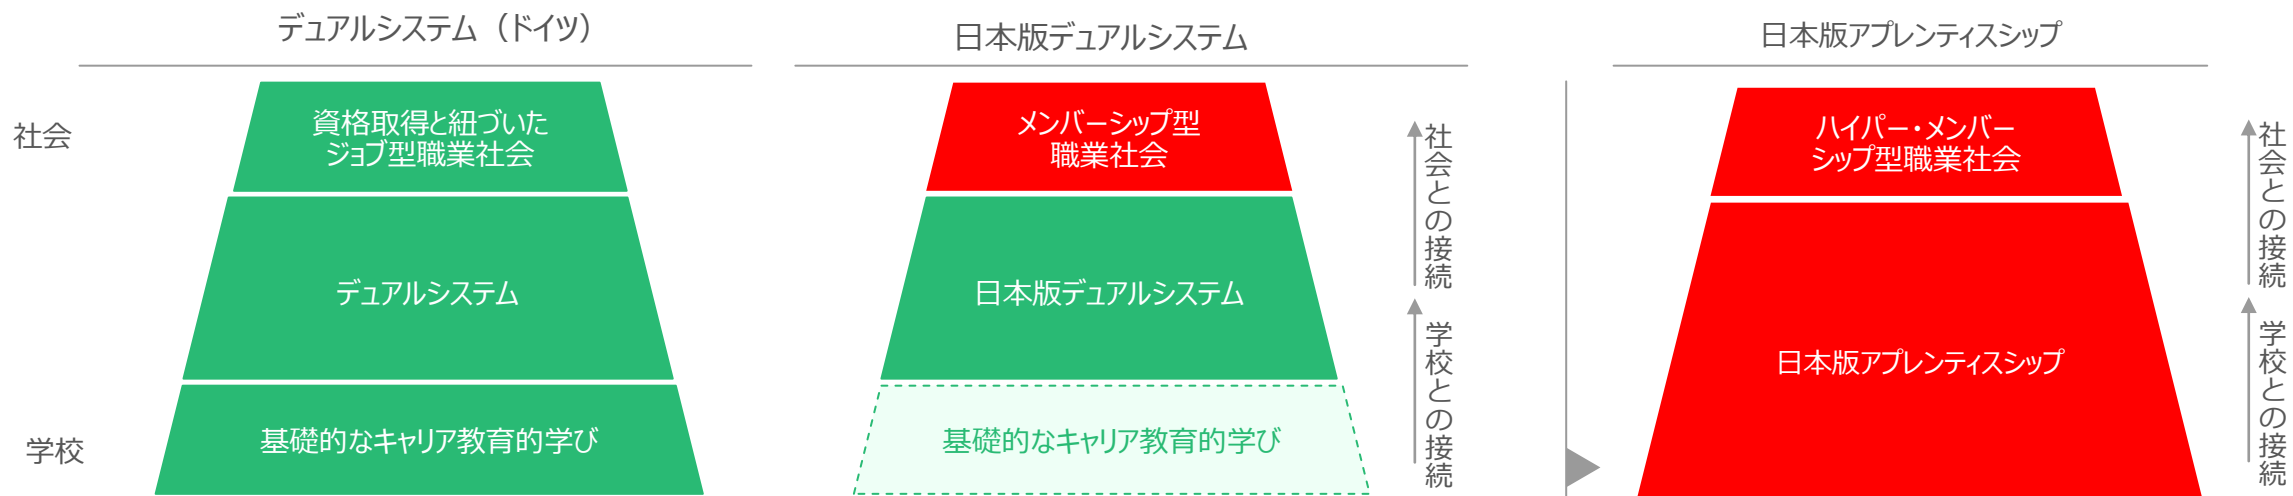 デュアルシステム（ドイツ）
日本版デュアルシステム
日本版アプレンティスシップ
社会
資格取得と紐づいた
ジョブ型職業社会
デュアルシステム
学校
基礎的なキャリア教育的学び
メンバーシップ型
職業社会
日本版デュアルシステム
基礎的なキャリア教育的学び
社会との接続
学校との接続
ハイパー・メンバー
シップ型職業社会
日本版アプレンティスシップ
社会との接続
学校との接続